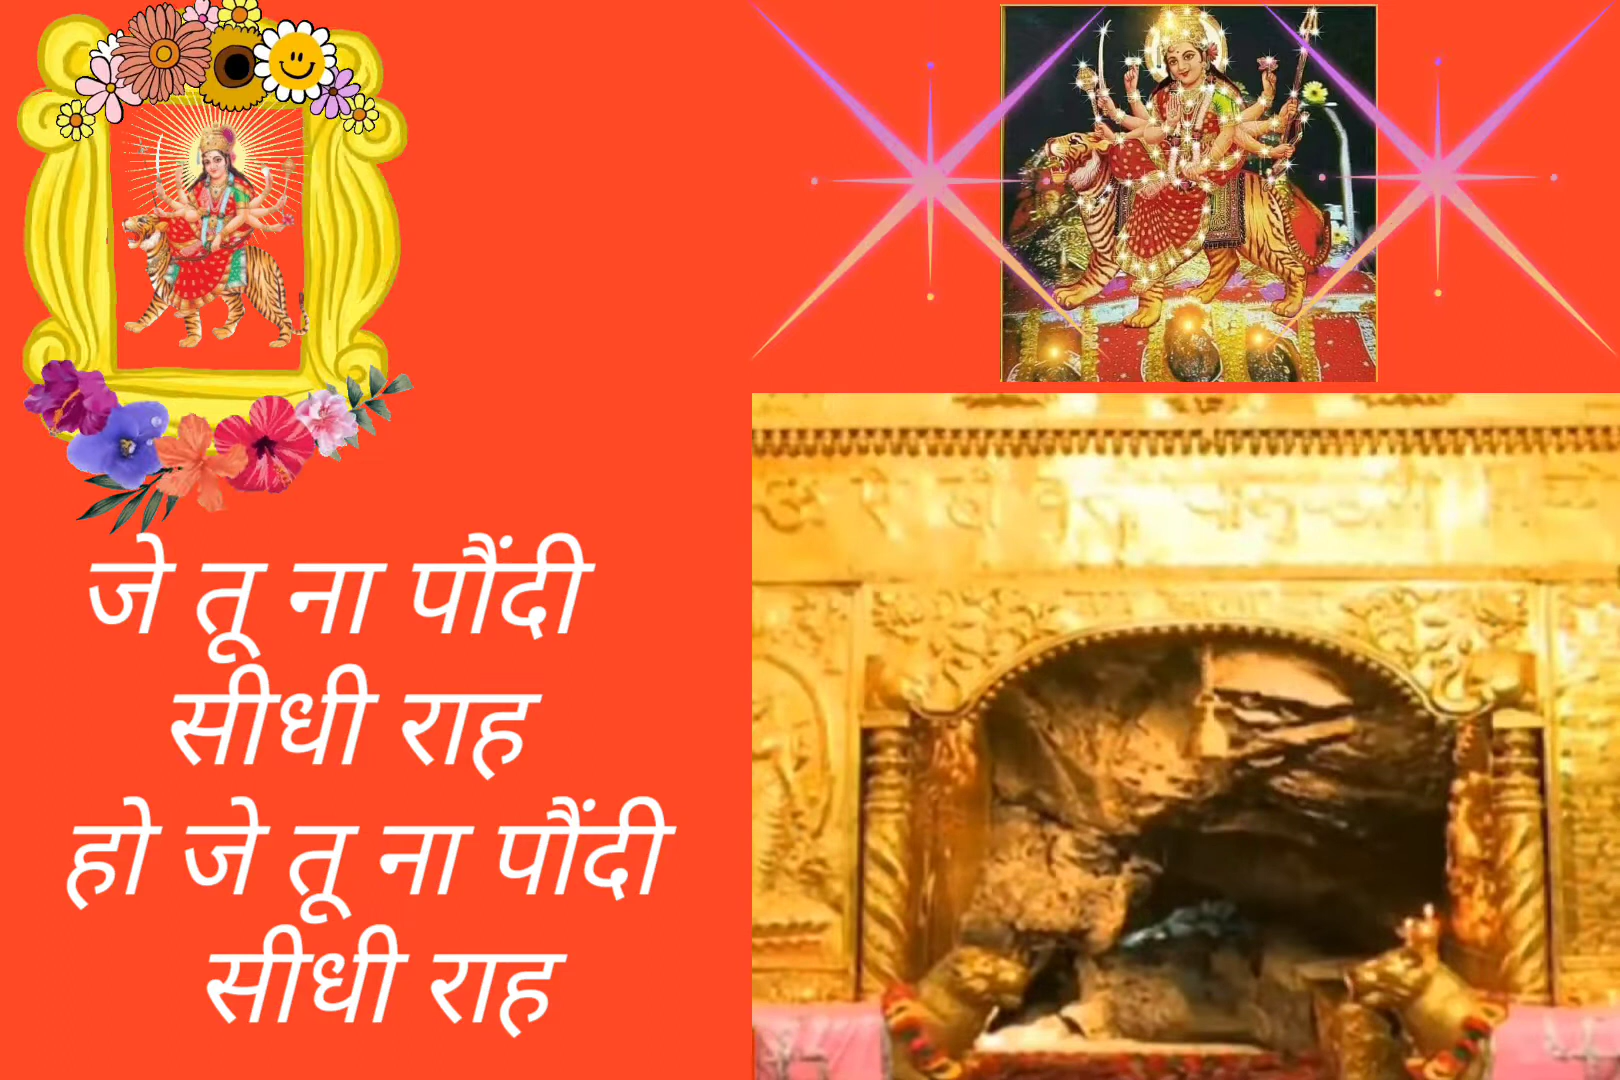 जे तू ना पौंदी
सीधी राह
हो जे तू ना पौंदी
सीधी राह